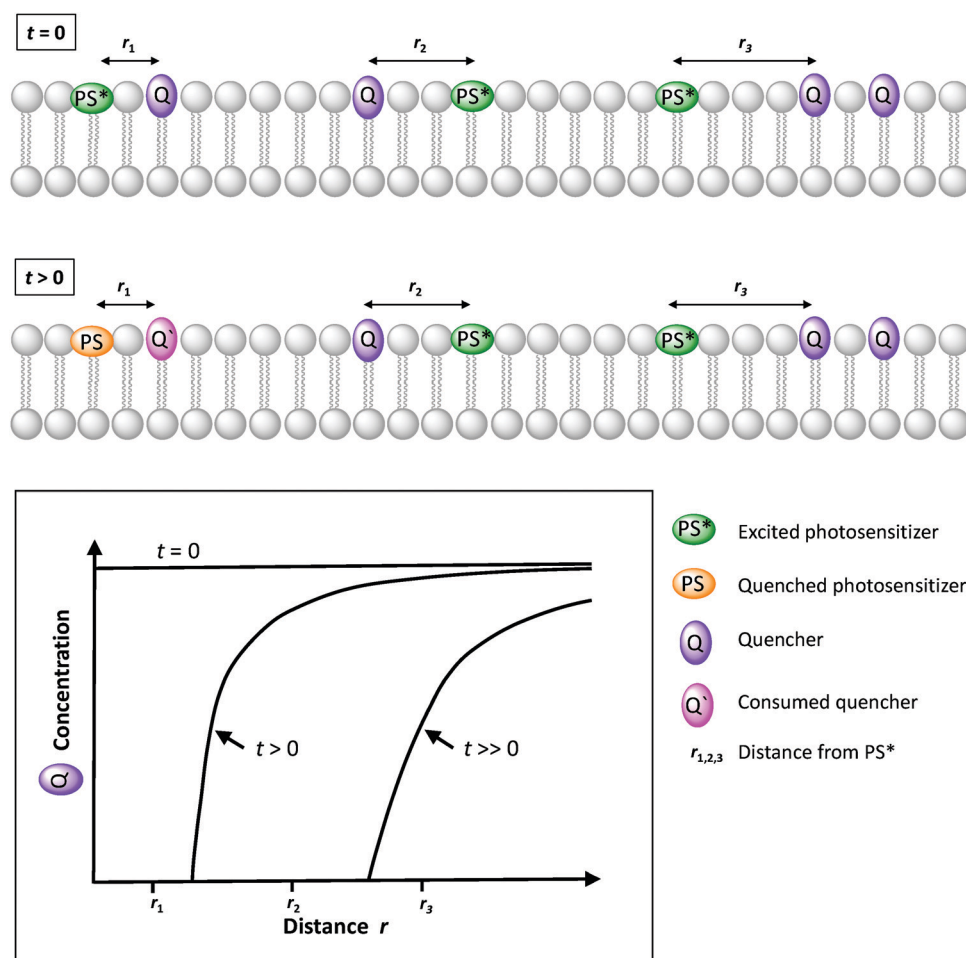 t = 0
r1 r2 r3
PS* Q Q PS* PS* Q Q
t > 0
r1 r2 r3
PS Q` Q PS* PS* Q Q
t = 0
t > 0
t >> 0
Q Concentration
r1 r2 r3
Distance r
PS* Excited photosensitizer
PS Quenched photosensitizer
Q Quencher
Q` Consumed quencher
r1,2,3 Distance from PS*